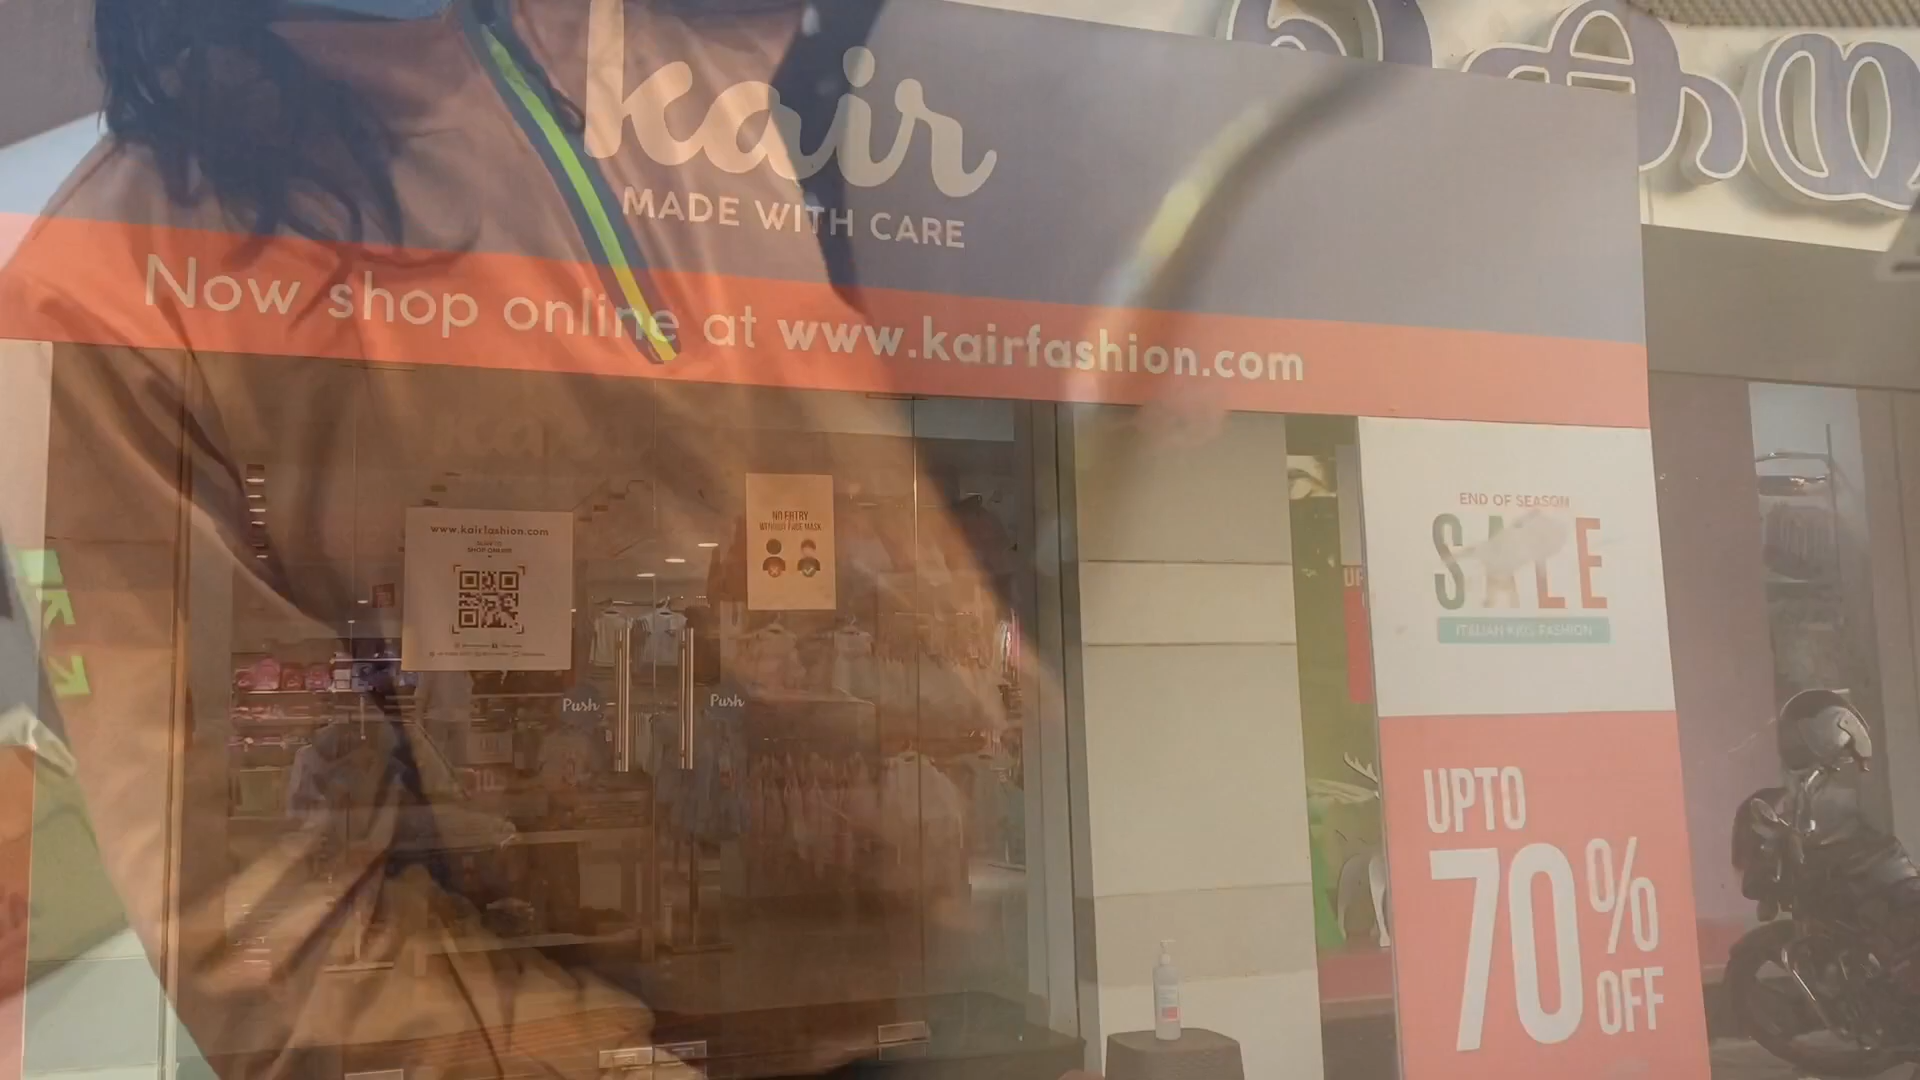 kair
MADE WITH CARE
Now shop online at www.kairfashion.com
www.kairfashion.com
SHOP ONLINE
NO ENTRY
WITHOUT FACE MASK
Push
Push
UP
END OF SEASON
SALE
ITALIAN KIDS FASHION
UPTO
70%
OFF